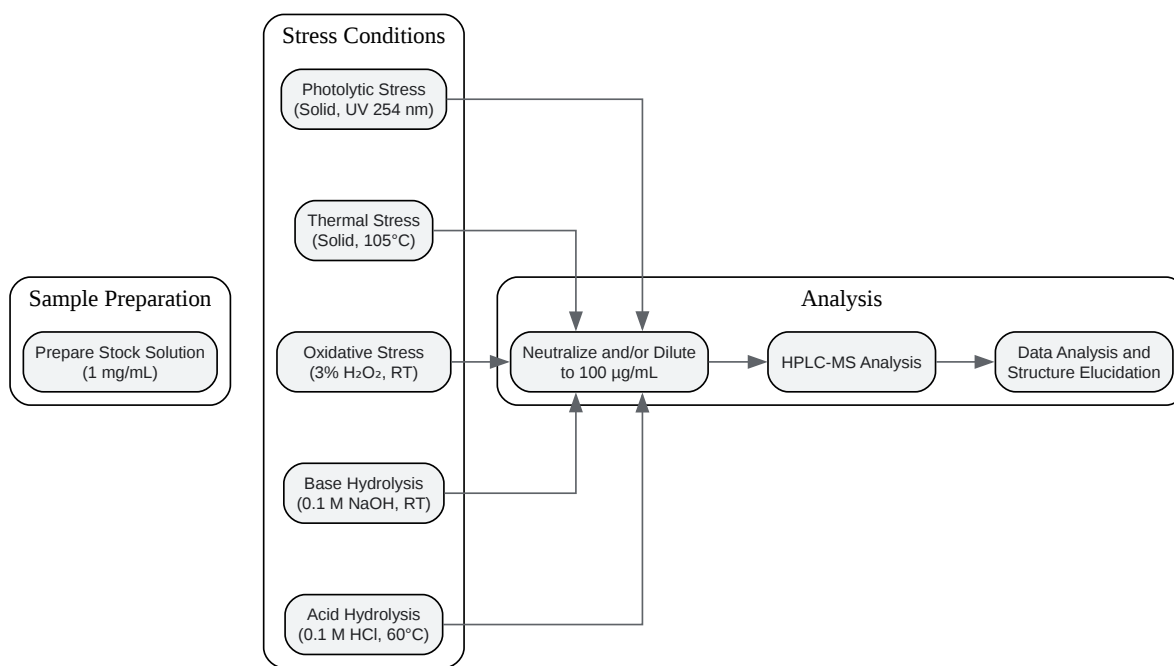 Sample Preparation
Prepare Stock Solution
(1 mg/mL)
Stress Conditions
Photolytic Stress
(Solid, UV 254 nm)
Thermal Stress
(Solid, 105°C)
Oxidative Stress
(3% H₂O₂, RT)
Base Hydrolysis
(0.1 M NaOH, RT)
Acid Hydrolysis
(0.1 M HCl, 60°C)
Analysis
Neutralize and/or Dilute
to 100 µg/mL
HPLC-MS Analysis
Data Analysis and
Structure Elucidation